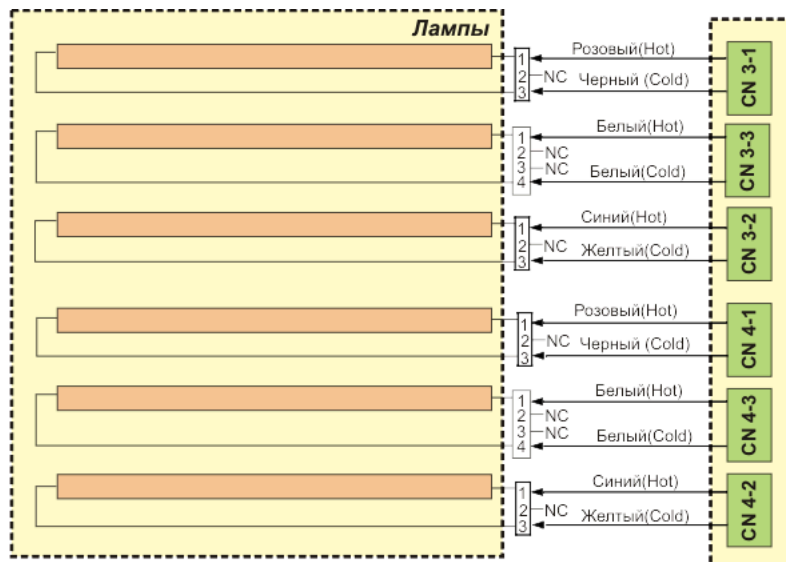 Лампы
1 Розовый(Hot)
2 NC
3 Черный (Cold)
CN 3-1
1 Белый(Hot)
2 NC
3 NC
4 Белый(Cold)
CN 3-3
1 Синий(Hot)
2 NC
3 Желтый(Cold)
CN 3-2
1 Розовый(Hot)
2 NC
3 Черный (Cold)
CN 4-1
1 Белый(Hot)
2 NC
3 NC
4 Белый(Cold)
CN 4-3
1 Синий(Hot)
2 NC
3 Желтый(Cold)
CN 4-2